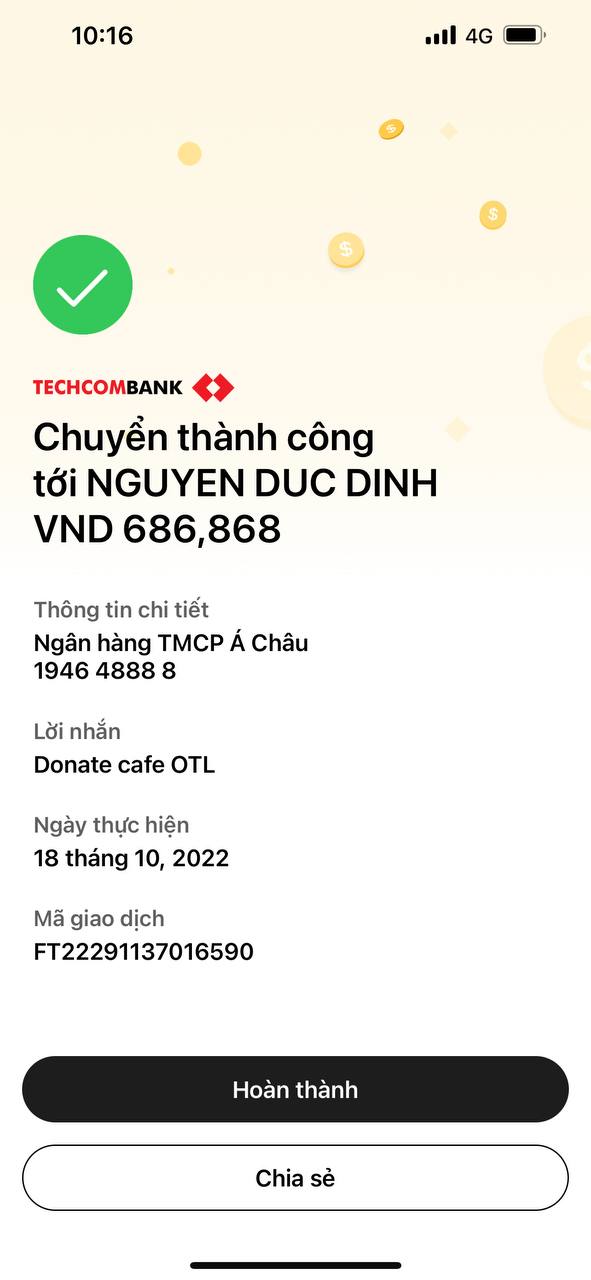 10:16
4G
TECHCOMBANK
Chuyển thành công
tới NGUYEN DUC DINH
VND 686,868
Thông tin chi tiết
Ngân hàng TMCP Á Châu
1946 4888 8
Lời nhắn
Donate cafe OTL
Ngày thực hiện
18 tháng 10, 2022
Mã giao dịch
FT22291137016590
Hoàn thành
Chia sẻ